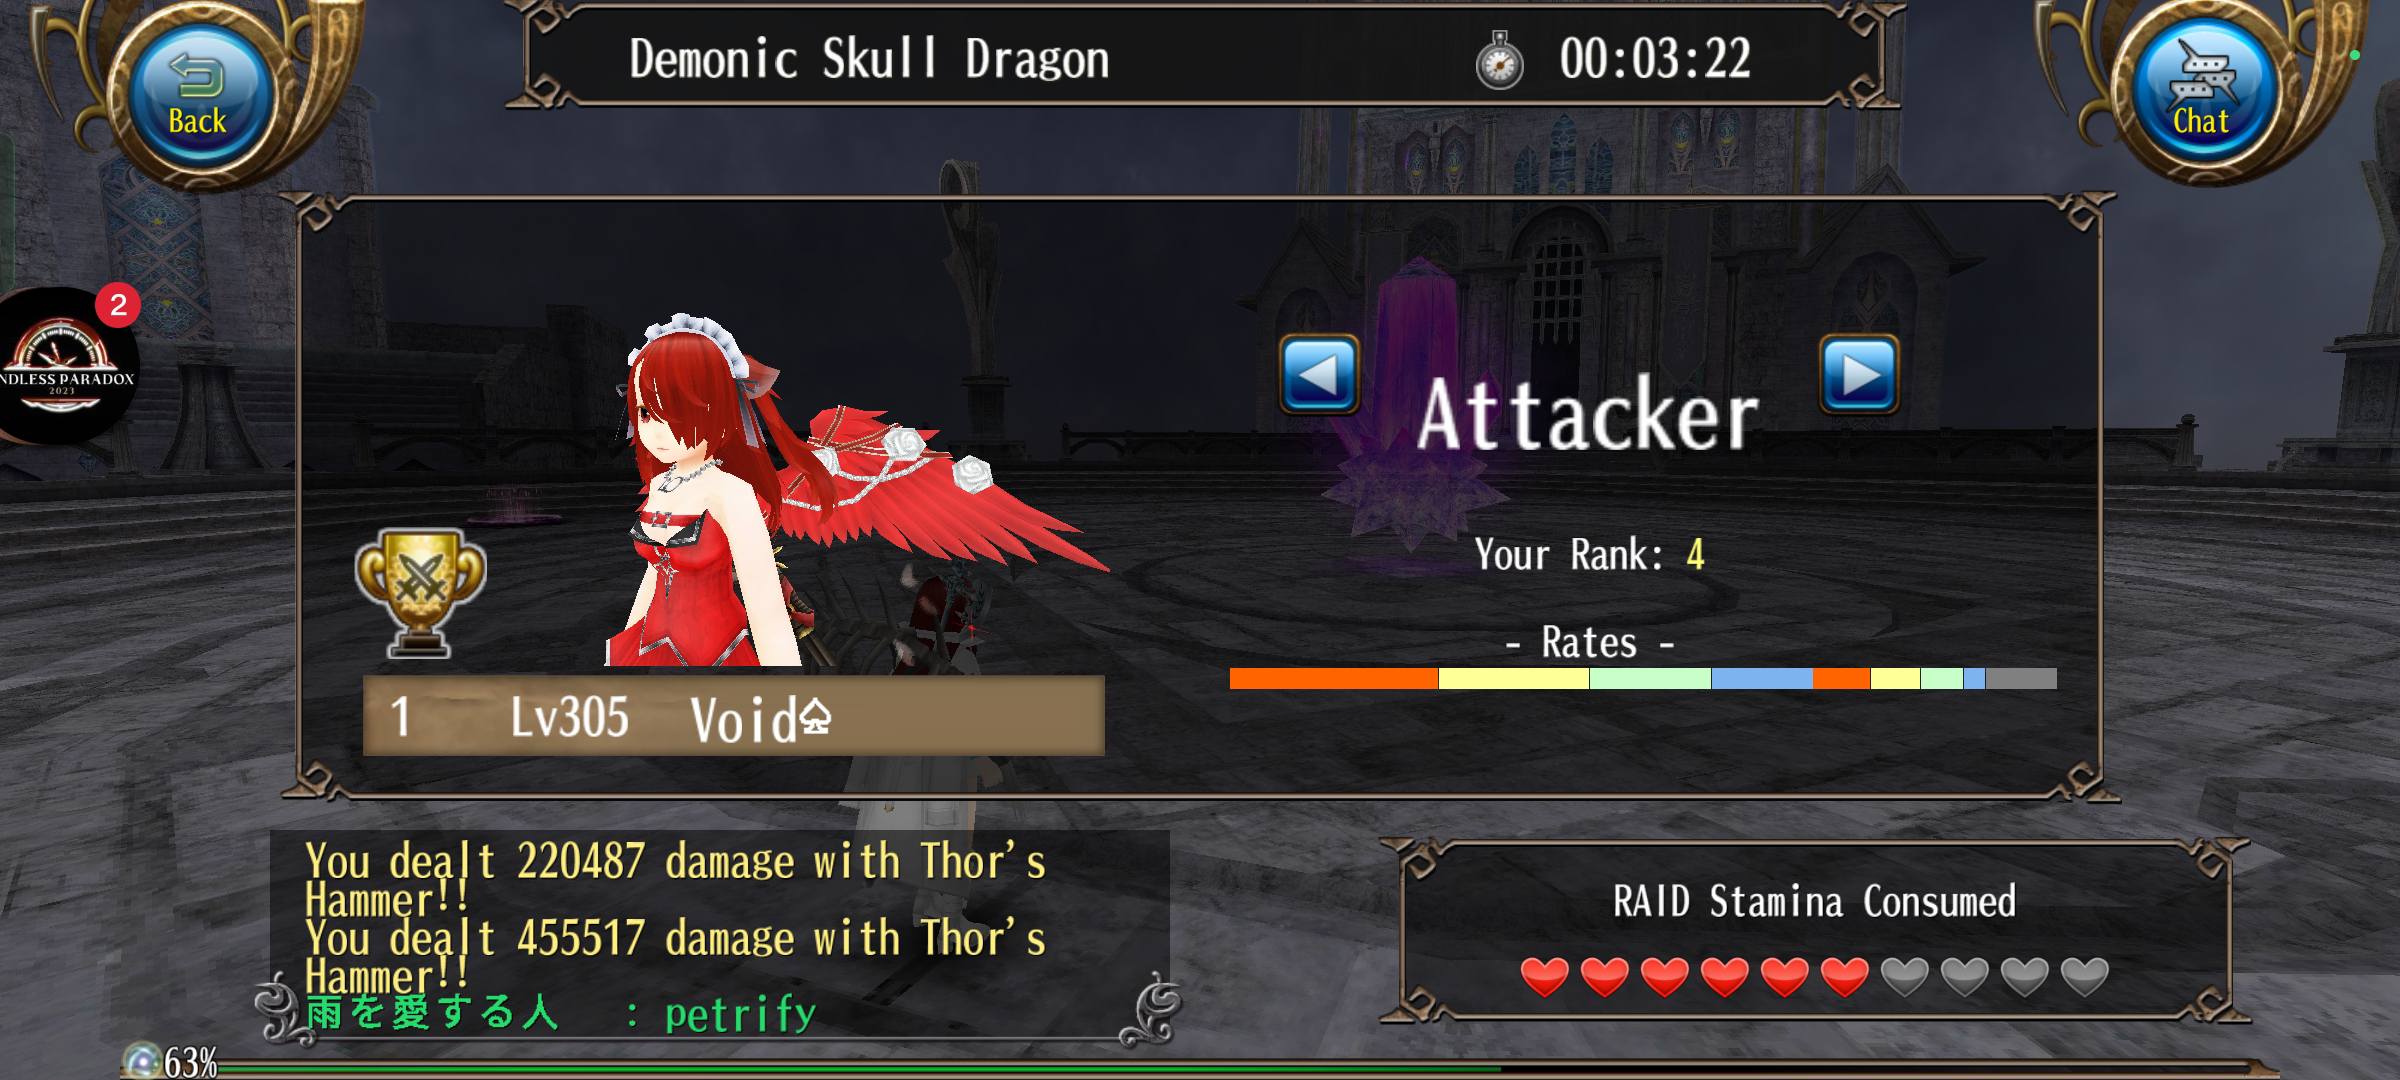 Back
Demonic Skull Dragon
00:03:22
Chat
2
NDLESS PARADOX
2023
Attacker
Your Rank: 4
- Rates -
1 Lv305 Void♤
You dealt 220487 damage with Thor's
Hammer!!
You dealt 455517 damage with Thor's
Hammer!!
雨を愛する人 : petrify
RAID Stamina Consumed
63%